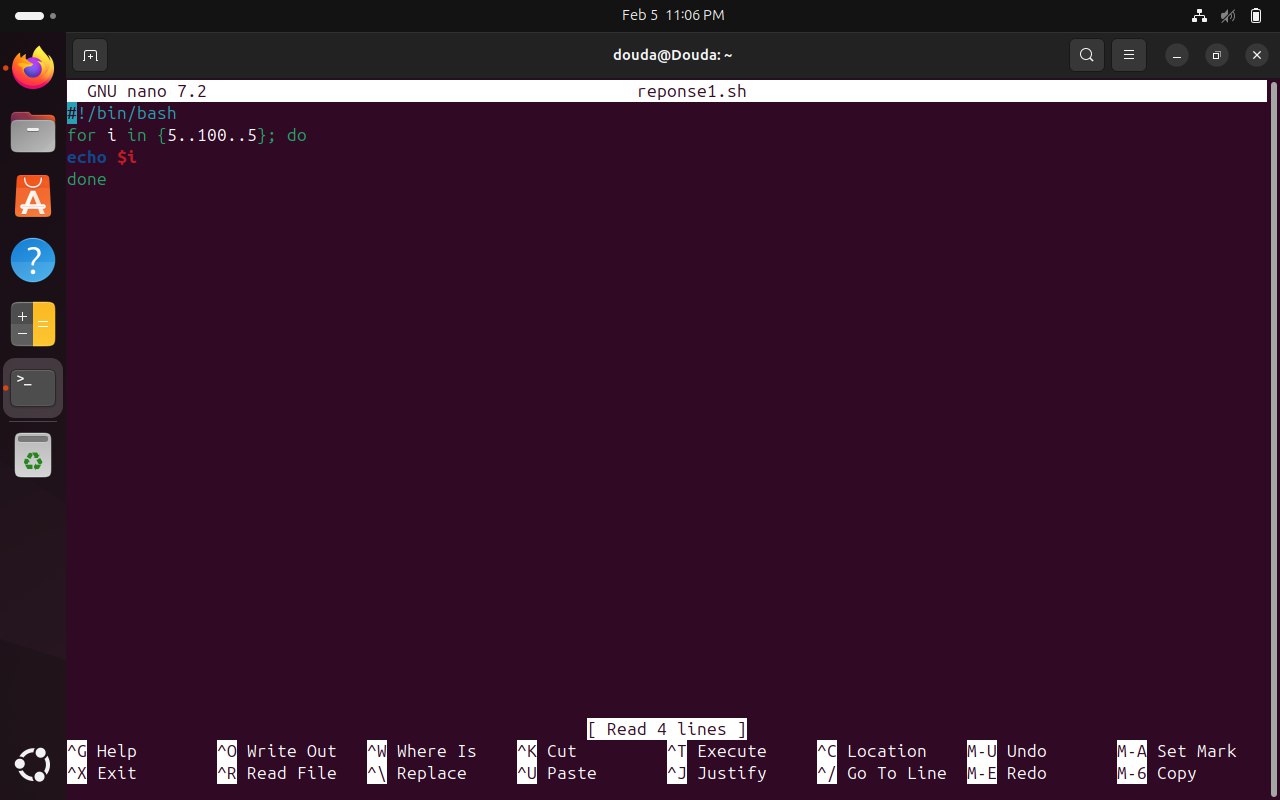 Feb 5 11:06 PM
douda@Douda: ~
GNU nano 7.2 reponse1.sh
#!/bin/bash
for i in {5..100..5}; do
echo $i
done
[ Read 4 lines ]
^G Help ^O Write Out ^W Where Is ^K Cut ^T Execute ^C Location M-U Undo M-A Set Mark
^X Exit ^R Read File ^\ Replace ^U Paste ^J Justify ^/ Go To Line M-E Redo M-6 Copy